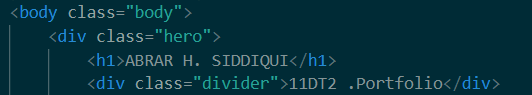 <body class="body">
<div class="hero">
<h1>ABRAR H. SIDDIQUI</h1>
<div class="divider">11DT2 .Portfolio</div>